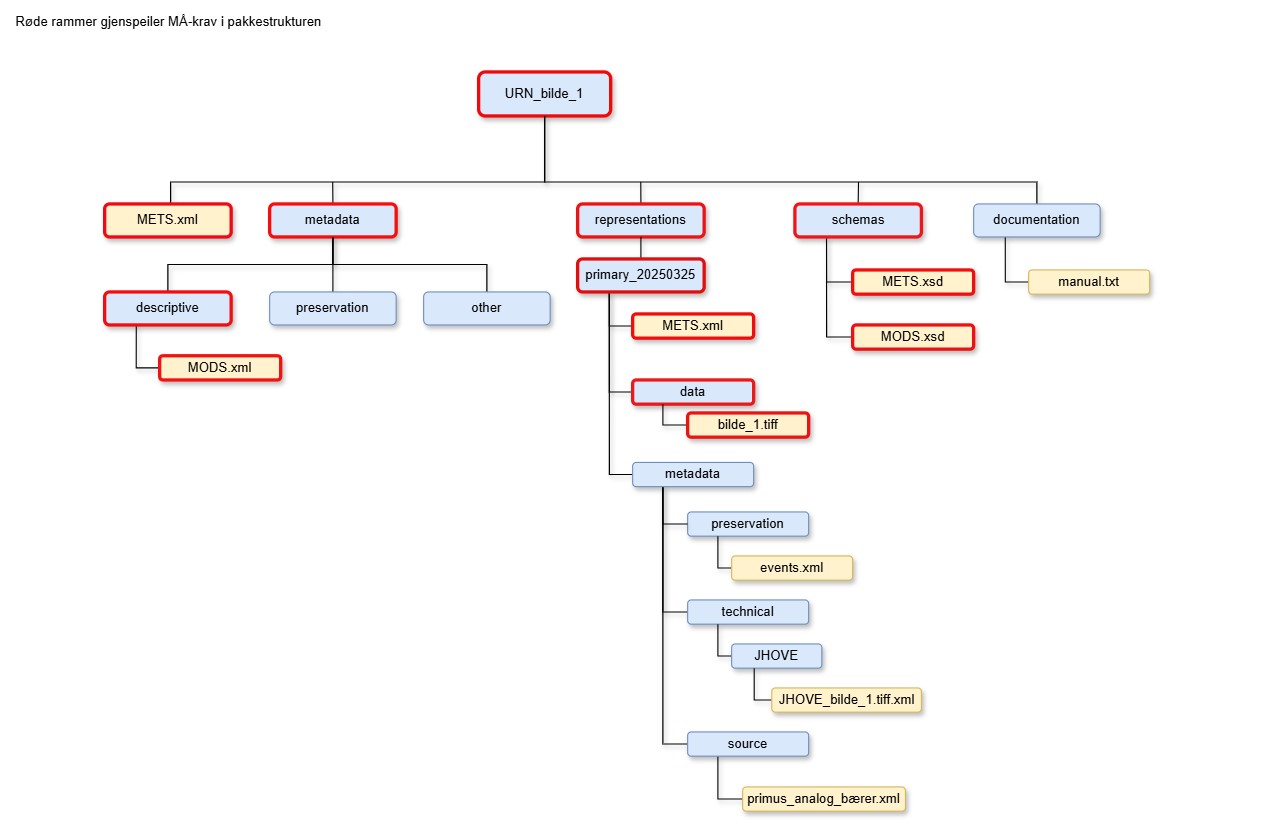 Røde rammer gjenspeiler MÅ-krav i pakkestrukturen
URN_bilde_1
METS.xml
metadata
representations
schemas
documentation
descriptive
preservation
other
primary_20250325
METS.xsd
manual.txt
MODS.xml
METS.xml
MODS.xsd
data
bilde_1.tiff
metadata
preservation
events.xml
technical
JHOVE
JHOVE_bilde_1.tiff.xml
source
primus_analog_bærer.xml